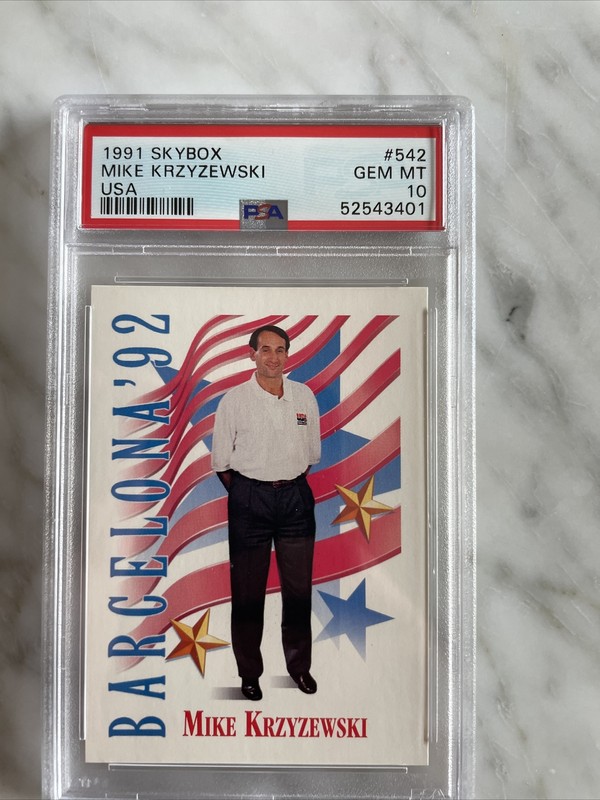 1991 SKYBOX #542
MIKE KRZYZEWSKI GEM MT
USA 10
PSA 52543401
BARCELONA '92
MIKE KRZYZEWSKI